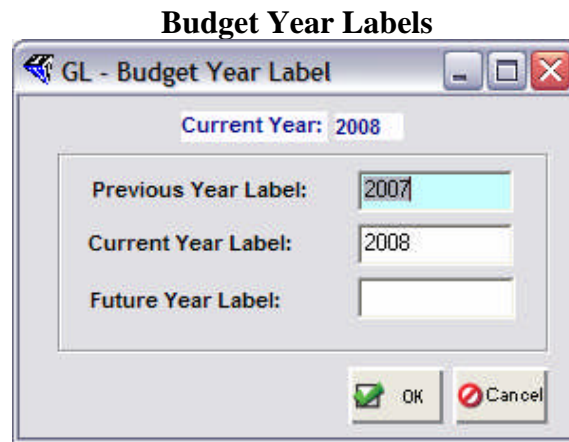 Budget Year Labels
GL - Budget Year Label
Current Year: 2008
Previous Year Label: 2007
Current Year Label: 2008
Future Year Label:
OK Cancel